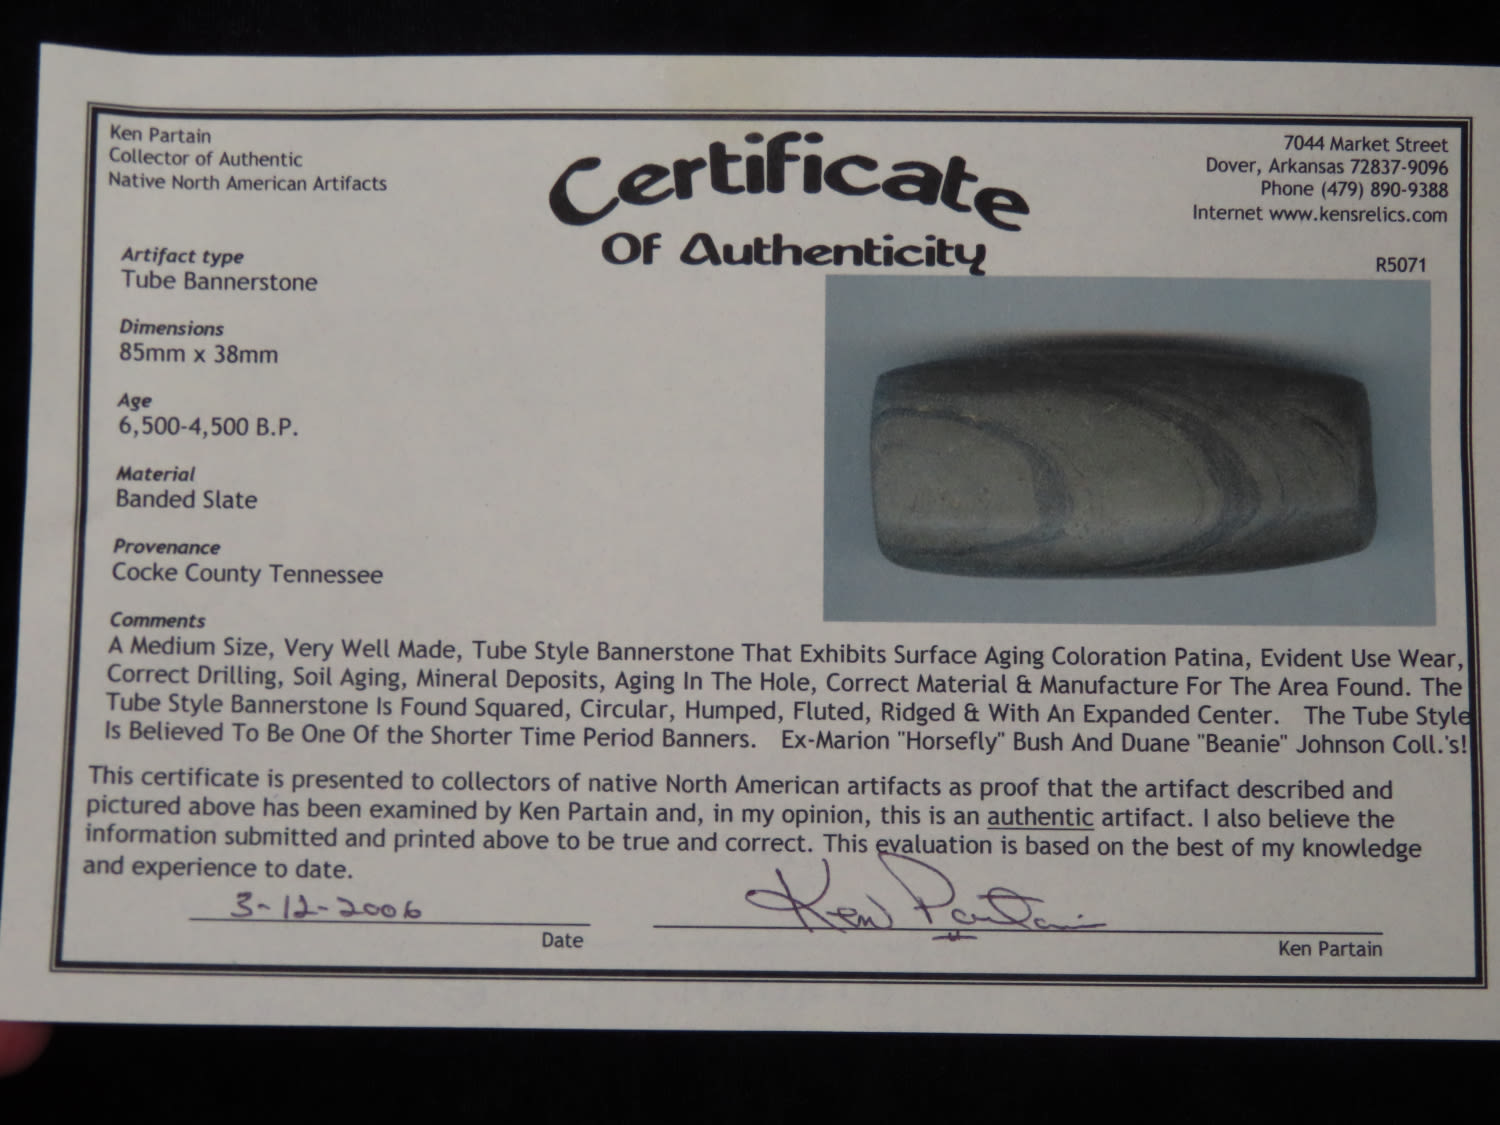 Ken Partain
Collector of Authentic
Native North American Artifacts
Certificate
Of Authenticity
7044 Market Street
Dover, Arkansas 72837-9096
Phone (479) 890-9388
Internet www.kensrelics.com
R5071
Artifact type
Tube Bannerstone
Dimensions
85mm x 38mm
Age
6,500-4,500 B.P.
Material
Banded Slate
Provenance
Cocke County Tennessee
Comments
A Medium Size, Very Well Made, Tube Style Bannerstone That Exhibits Surface Aging Coloration Patina, Evident Use Wear,
Correct Drilling, Soil Aging, Mineral Deposits, Aging In The Hole, Correct Material & Manufacture For The Area Found. The
Tube Style Bannerstone Is Found Squared, Circular, Humped, Fluted, Ridged & With An Expanded Center. The Tube Style
Is Believed To Be One Of the Shorter Time Period Banners. Ex-Marion "Horsefly" Bush And Duane "Beanie" Johnson Coll.'s!
This certificate is presented to collectors of native North American artifacts as proof that the artifact described and
pictured above has been examined by Ken Partain and, in my opinion, this is an authentic artifact. I also believe the
information submitted and printed above to be true and correct. This evaluation is based on the best of my knowledge
and experience to date.
3-12-2006
Ken Partain
Date
Ken Partain